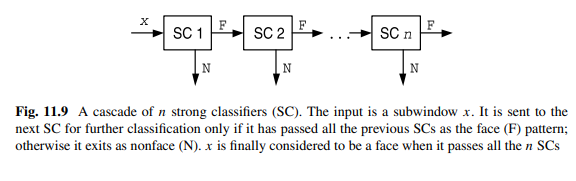 x SC 1 F SC 2 F ... SC n F
N N N
Fig. 11.9 A cascade of n strong classifiers (SC). The input is a subwindow x. It is sent to the
next SC for further classification only if it has passed all the previous SCs as the face (F) pattern;
otherwise it exits as nonface (N). x is finally considered to be a face when it passes all the n SCs